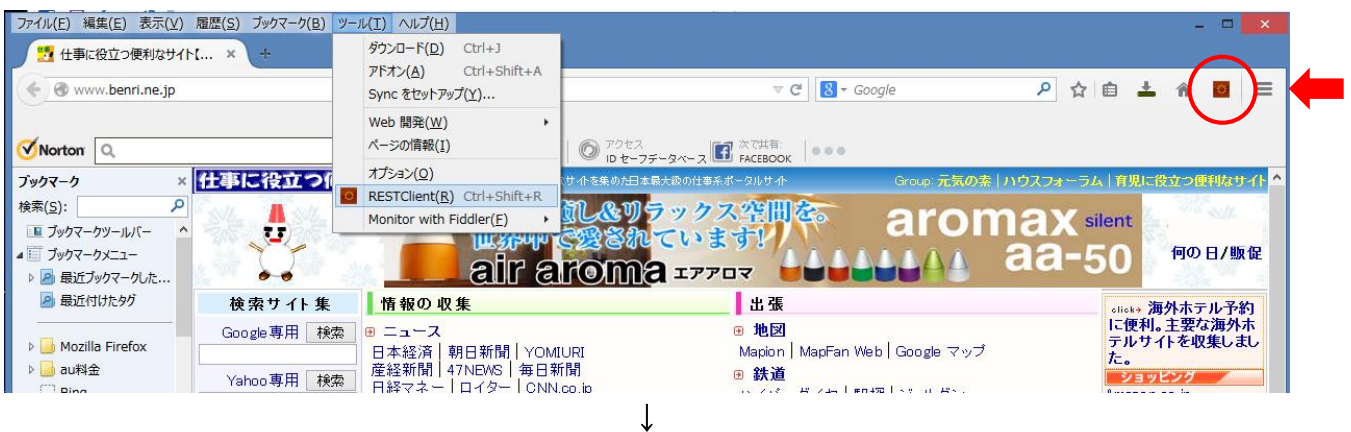 ファイル(F) 編集(E) 表示(V) 履歴(S) ブックマーク(B) ツール(T) ヘルプ(H)
仕事に役立つ便利なサイト【... × +
www.benri.ne.jp
8 Google
ダウンロード(D) Ctrl+J
アドオン(A) Ctrl+Shift+A
Sync をセットアップ(Y)...
Web 開発(W)
ページの情報(I)
オプション(O)
RESTClient(R) Ctrl+Shift+R
Monitor with Fiddler(F)
Norton
アクセス
ID セーフデータベース
次で共有:
FACEBOOK
ブックマーク ×
検索(S):
ブックマークツールバー
ブックマークメニュー
最近ブックマークした...
最近付けたタグ
Mozilla Firefox
au料金
Bing
仕事に役立つ
サイトを集めた日本最大級の仕事系ポータルサイト
Group: 元気の素 | ハウスフォーラム | 育児に役立つ便利なサイト
癒し&リラックス空間を。
世界中で愛されています!
air aroma エアアロマ
aromax silent
aa-50
何の日/販促
検索サイト集
Google専用 検索
Yahoo専用 検索
情報の収集
ニュース
日本経済 | 朝日新聞 | YOMIURI
産経新聞 | 47NEWS | 毎日新聞
日経マネー | ロイター | CNN.co.jp
出張
地図
Mapion | MapFan Web | Google マップ
鉄道
click→ 海外ホテル予約
に便利。主要な海外ホ
テルサイトを収集しまし
た。
ショッピング
↓